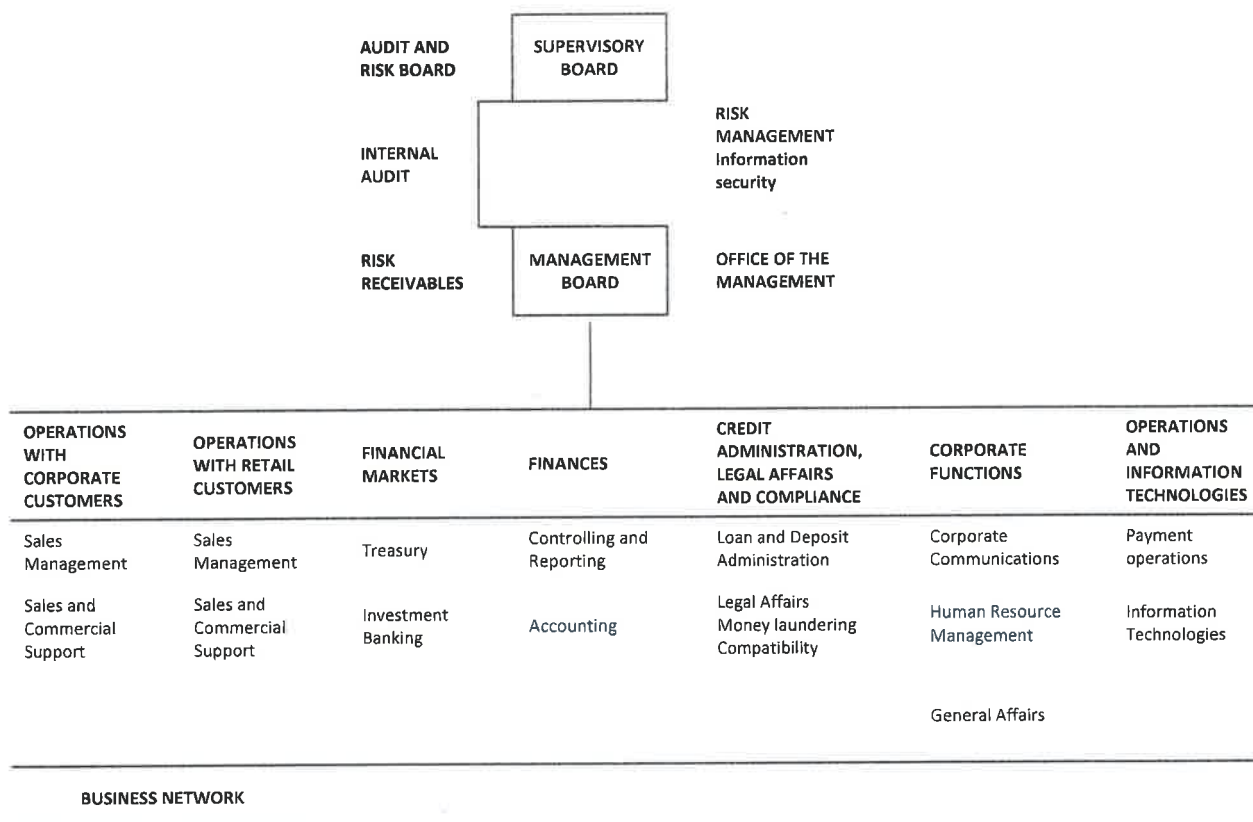 AUDIT AND
RISK BOARD
SUPERVISORY
BOARD
INTERNAL
AUDIT
RISK
MANAGEMENT
Information
security
RISK
RECEIVABLES
MANAGEMENT
BOARD
OFFICE OF THE
MANAGEMENT
OPERATIONS
WITH
CORPORATE
CUSTOMERS
OPERATIONS
WITH RETAIL
CUSTOMERS
FINANCIAL
MARKETS
FINANCES
CREDIT
ADMINISTRATION,
LEGAL AFFAIRS
AND COMPLIANCE
CORPORATE
FUNCTIONS
OPERATIONS
AND
INFORMATION
TECHNOLOGIES
Sales
Management
Sales
Management
Treasury
Controlling and
Reporting
Loan and Deposit
Administration
Corporate
Communications
Payment
operations
Sales and
Commercial
Support
Sales and
Commercial
Support
Investment
Banking
Accounting
Legal Affairs
Money laundering
Compatibility
Human Resource
Management
Information
Technologies
General Affairs
BUSINESS NETWORK